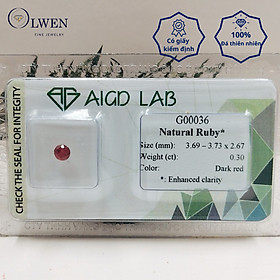 OLWEN
FINE JEWELRY
Có giấy
kiểm định
100%
Đá thiên nhiên
CHECK THE SEAL FOR INTEGRITY
AIGD LAB
G00036
Natural Ruby*
Size (mm): 3.69 – 3.73 x 2.67
Weight (ct): 0.30
Color: Dark red
*: Enhanced clarity